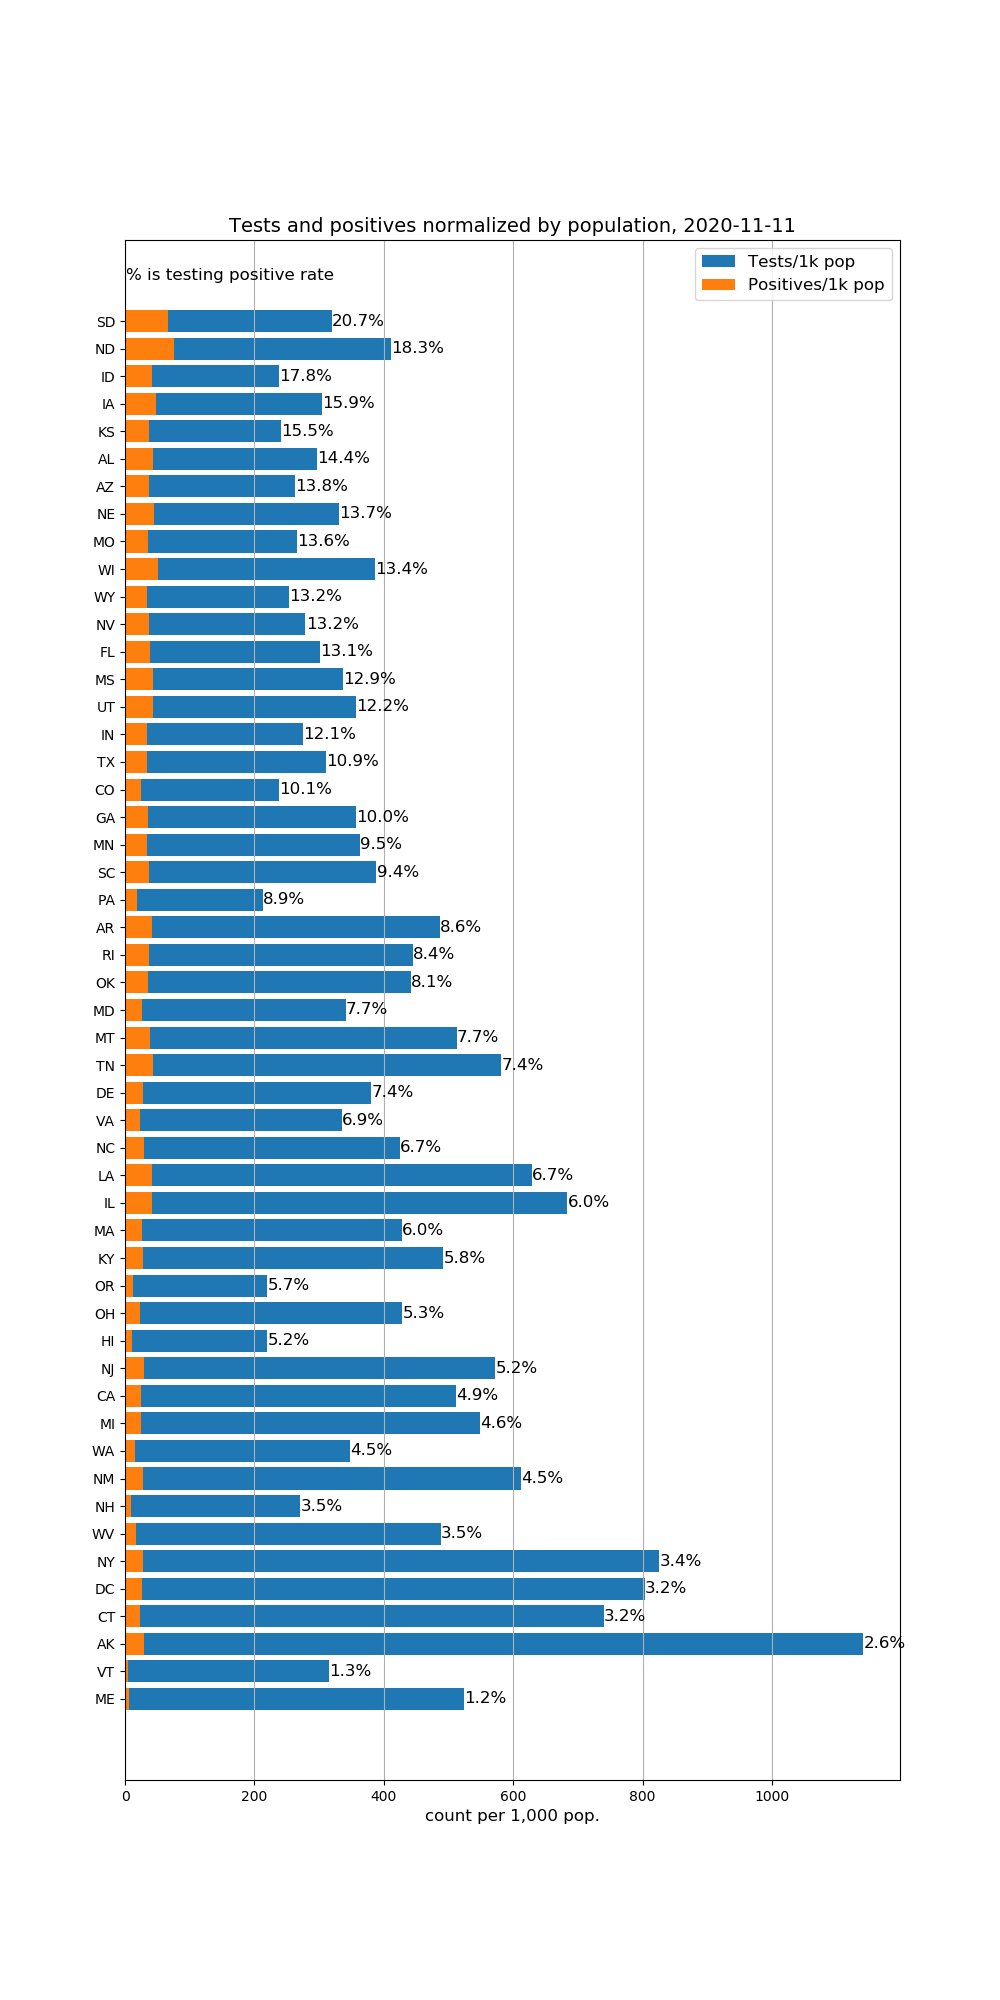 Tests and positives normalized by population, 2020-11-11
% is testing positive rate
Tests/1k pop
Positives/1k pop
SD 20.7%
ND 18.3%
ID 17.8%
IA 15.9%
KS 15.5%
AL 14.4%
AZ 13.8%
NE 13.7%
MO 13.6%
WI 13.4%
WY 13.2%
NV 13.2%
FL 13.1%
MS 12.9%
UT 12.2%
IN 12.1%
TX 10.9%
CO 10.1%
GA 10.0%
MN 9.5%
SC 9.4%
PA 8.9%
AR 8.6%
RI 8.4%
OK 8.1%
MD 7.7%
MT 7.7%
TN 7.4%
DE 7.4%
VA 6.9%
NC 6.7%
LA 6.7%
IL 6.0%
MA 6.0%
KY 5.8%
OR 5.7%
OH 5.3%
HI 5.2%
NJ 5.2%
CA 4.9%
MI 4.6%
WA 4.5%
NM 4.5%
NH 3.5%
WV 3.5%
NY 3.4%
DC 3.2%
CT 3.2%
AK 2.6%
VT 1.3%
ME 1.2%
0 200 400 600 800 1000
count per 1,000 pop.